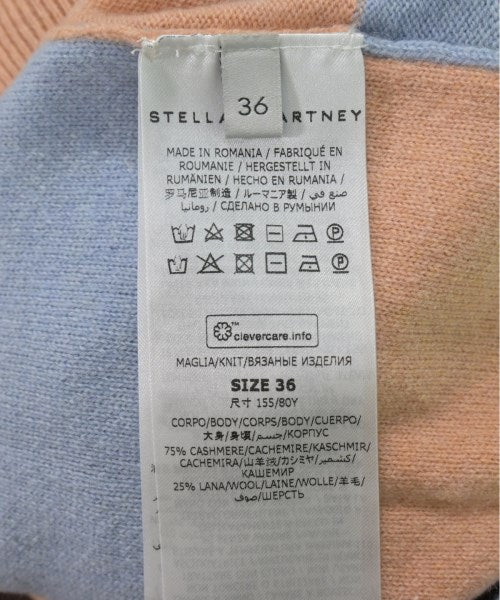 36
STELLA McCARTNEY
MADE IN ROMANIA / FABRIQUÉ EN
ROUMANIE / HERGESTELLT IN
RUMÄNIEN / HECHO EN RUMANIA /
罗马尼亚制造 / ルーマニア製 / صنع في
رومانيا / СДЕЛАНО В РУМЫНИИ
clevercare.info
MAGLIA/KNIT/ВЯЗАНЫЕ ИЗДЕЛИЯ
SIZE 36
尺寸 155/80Y
CORPO/BODY/CORPS/BODY/CUERPO/
大身/身頃/جسم/КОРПУС
75% CASHMERE/CACHEMIRE/KASCHMIR/
CACHEMIRA/山羊绒/カシミヤ/كشمير/
КАШЕМИР
25% LANA/WOOL/LAINE/WOLLE/羊毛/
صوف/ШЕРСТЬ